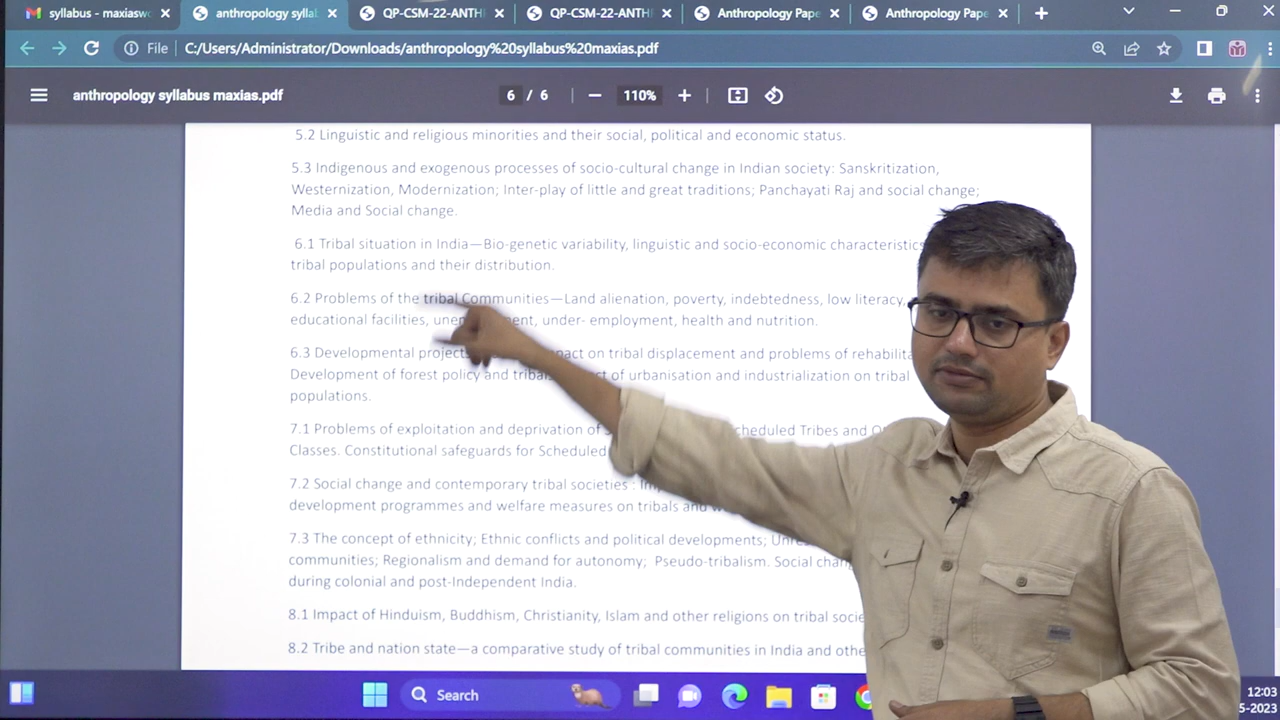 syllabus - maxiasw
anthropology syllab
QP-CSM-22-ANTH
QP-CSM-22-ANTH
Anthropology Pap
Anthropology Pap
File
C:/Users/Administrator/Downloads/anthropology%20syllabus%20maxias.pdf
anthropology syllabus maxias.pdf
6 / 6
110%
5.2 Linguistic and religious minorities and their social, political and economic status.
5.3 Indigenous and exogenous processes of socio-cultural change in Indian society: Sanskritization,
Westernization, Modernization; Inter-play of little and great traditions; Panchayati Raj and social change;
Media and Social change.
6.1 Tribal situation in India—Bio-genetic variability, linguistic and socio-economic characteristics
tribal populations and their distribution.
6.2 Problems of the tribal Communities—Land alienation, poverty, indebtedness, low literacy,
educational facilities, under- employment, health and nutrition.
6.3 Developmental projects on tribal displacement and problems of
Development of forest policy and of urbanisation and industrialization on tribal
populations.
7.1 Problems of exploitation and deprivation of Tribes and
Classes. Constitutional safeguards for Scheduled
7.2 Social change and contemporary tribal societies :
development programmes and welfare measures on tribals and
7.3 The concept of ethnicity; Ethnic conflicts and political developments;
communities; Regionalism and demand for autonomy; Pseudo-tribalism. Social
during colonial and post-Independent India.
8.1 Impact of Hinduism, Buddhism, Christianity, Islam and other religions on tribal
8.2 Tribe and nation state—a comparative study of tribal communities in India and
Search
12:03
5-2023